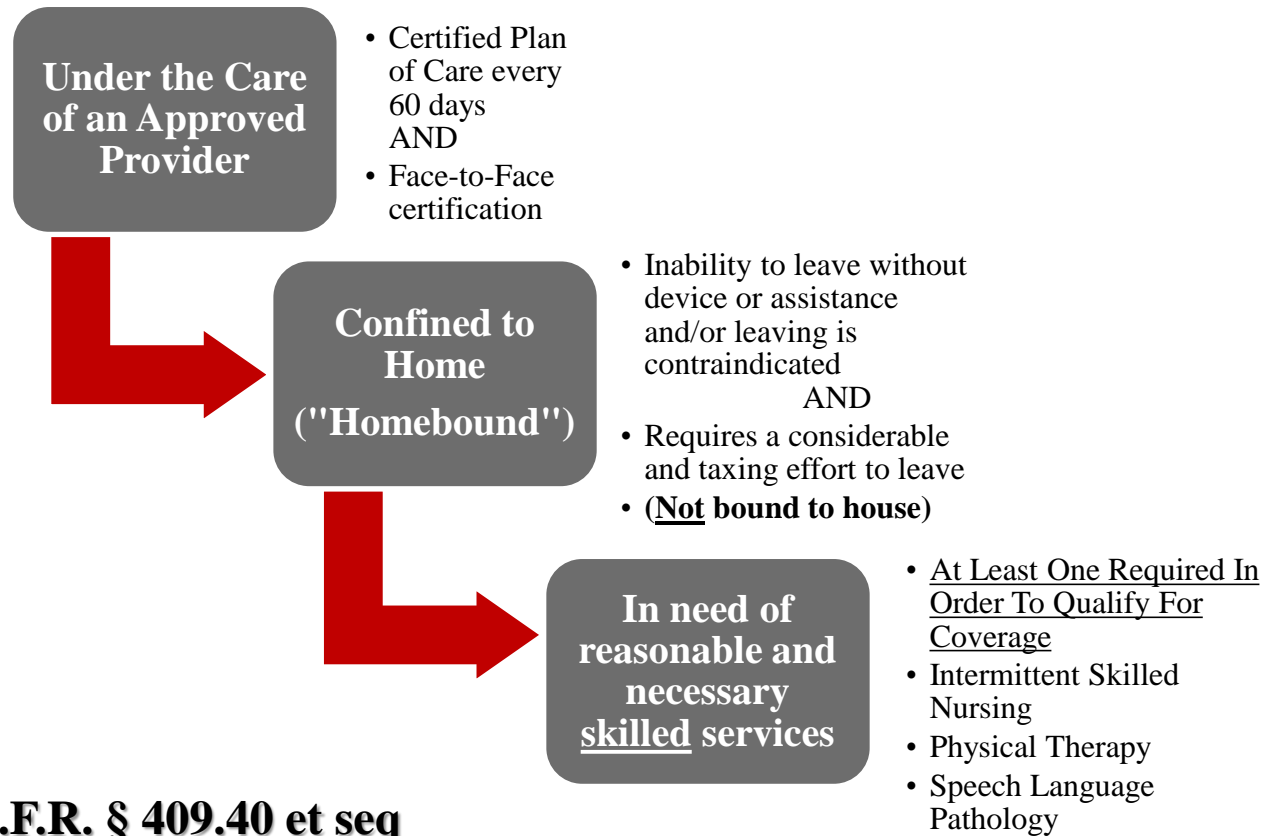 Under the Care
of an Approved
Provider
• Certified Plan
of Care every
60 days
AND
• Face-to-Face
certification
Confined to
Home
("Homebound")
• Inability to leave without
device or assistance
and/or leaving is
contraindicated
AND
• Requires a considerable
and taxing effort to leave
• (Not bound to house)
In need of
reasonable and
necessary
skilled services
• At Least One Required In
Order To Qualify For
Coverage
• Intermittent Skilled
Nursing
• Physical Therapy
• Speech Language
Pathology
.F.R. § 409.40 et seq